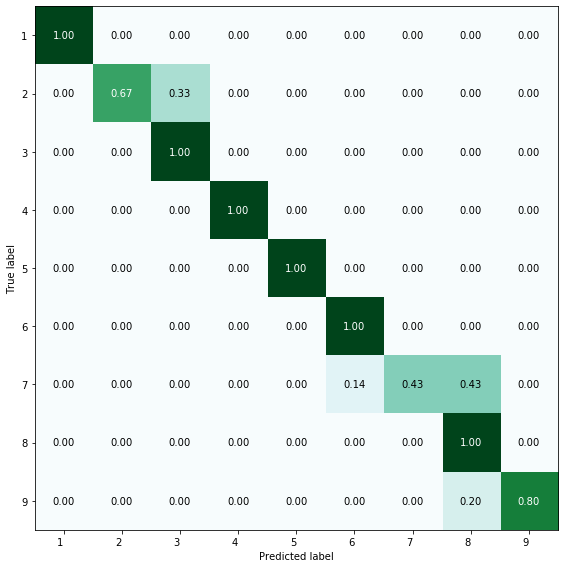 True label
1 1.00 0.00 0.00 0.00 0.00 0.00 0.00 0.00 0.00
2 0.00 0.67 0.33 0.00 0.00 0.00 0.00 0.00 0.00
3 0.00 0.00 1.00 0.00 0.00 0.00 0.00 0.00 0.00
4 0.00 0.00 0.00 1.00 0.00 0.00 0.00 0.00 0.00
5 0.00 0.00 0.00 0.00 1.00 0.00 0.00 0.00 0.00
6 0.00 0.00 0.00 0.00 0.00 1.00 0.00 0.00 0.00
7 0.00 0.00 0.00 0.00 0.00 0.14 0.43 0.43 0.00
8 0.00 0.00 0.00 0.00 0.00 0.00 0.00 1.00 0.00
9 0.00 0.00 0.00 0.00 0.00 0.00 0.00 0.20 0.80
1 2 3 4 5 6 7 8 9
Predicted label